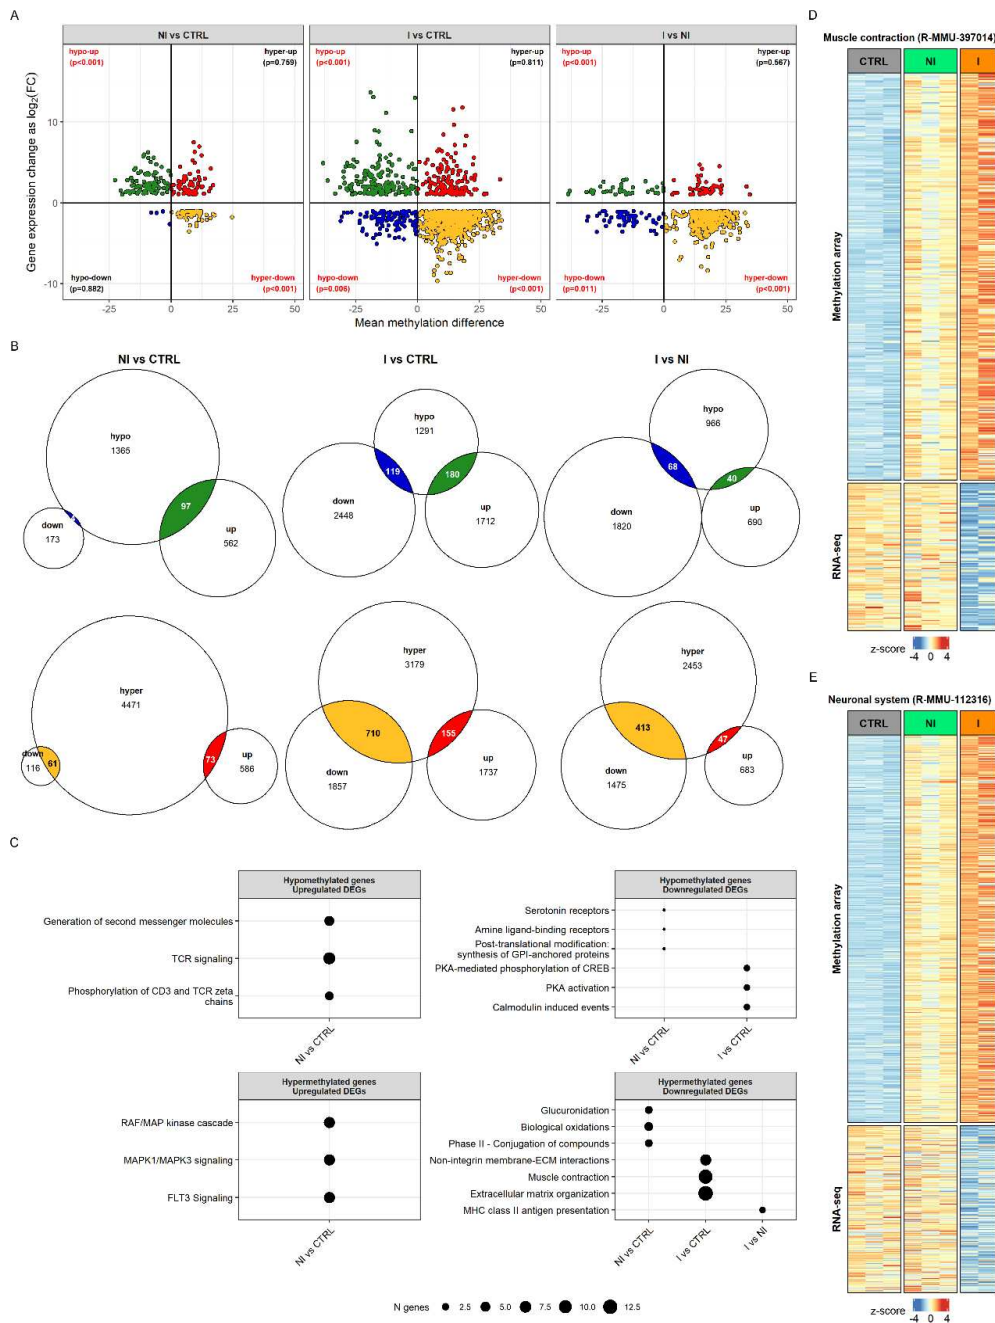 A
NI vs CTRL
I vs CTRL
I vs NI
hypo-up
(p<0.001)
hyper-up
(p=0.759)
hypo-up
(p<0.001)
hyper-up
(p=0.811)
hypo-up
(p<0.001)
hyper-up
(p=0.567)
Gene expression change as log2(FC)
10
0
-10
hypo-down
(p=0.882)
hyper-down
(p<0.001)
hypo-down
(p=0.006)
hyper-down
(p<0.001)
hypo-down
(p=0.011)
hyper-down
(p<0.001)
-25 0 25 50
-25 0 25 50
-25 0 25 50
Mean methylation difference
B
NI vs CTRL
I vs CTRL
I vs NI
hypo
1365
97
down
173
up
562
hypo
1291
119
180
down
2448
up
1712
hypo
966
68
40
down
1820
up
690
hyper
4471
down
116
61
73
up
586
hyper
3179
710
155
down
1857
up
1737
hyper
2453
413
47
down
1475
up
683
C
Hypomethylated genes
Upregulated DEGs
Generation of second messenger molecules
TCR signaling
Phosphorylation of CD3 and TCR zeta
chains
NI vs CTRL
Hypomethylated genes
Downregulated DEGs
Serotonin receptors
Amine ligand-binding receptors
Post-translational modification:
synthesis of GPI-anchored proteins
PKA-mediated phosphorylation of CREB
PKA activation
Calmodulin induced events
NI vs CTRL
I vs CTRL
Hypermethylated genes
Upregulated DEGs
RAF/MAP kinase cascade
MAPK1/MAPK3 signaling
FLT3 Signaling
NI vs CTRL
Hypermethylated genes
Downregulated DEGs
Glucuronidation
Biological oxidations
Phase II - Conjugation of compounds
Non-integrin membrane-ECM interactions
Muscle contraction
Extracellular matrix organization
MHC class II antigen presentation
NI vs CTRL
I vs CTRL
I vs NI
N genes 2.5 5.0 7.5 10.0 12.5
D
Muscle contraction (R-MMU-397014)
CTRL NI I
Methylation array
RNA-seq
z-score
-4 0 4
E
Neuronal system (R-MMU-112316)
CTRL NI I
Methylation array
RNA-seq
z-score
-4 0 4